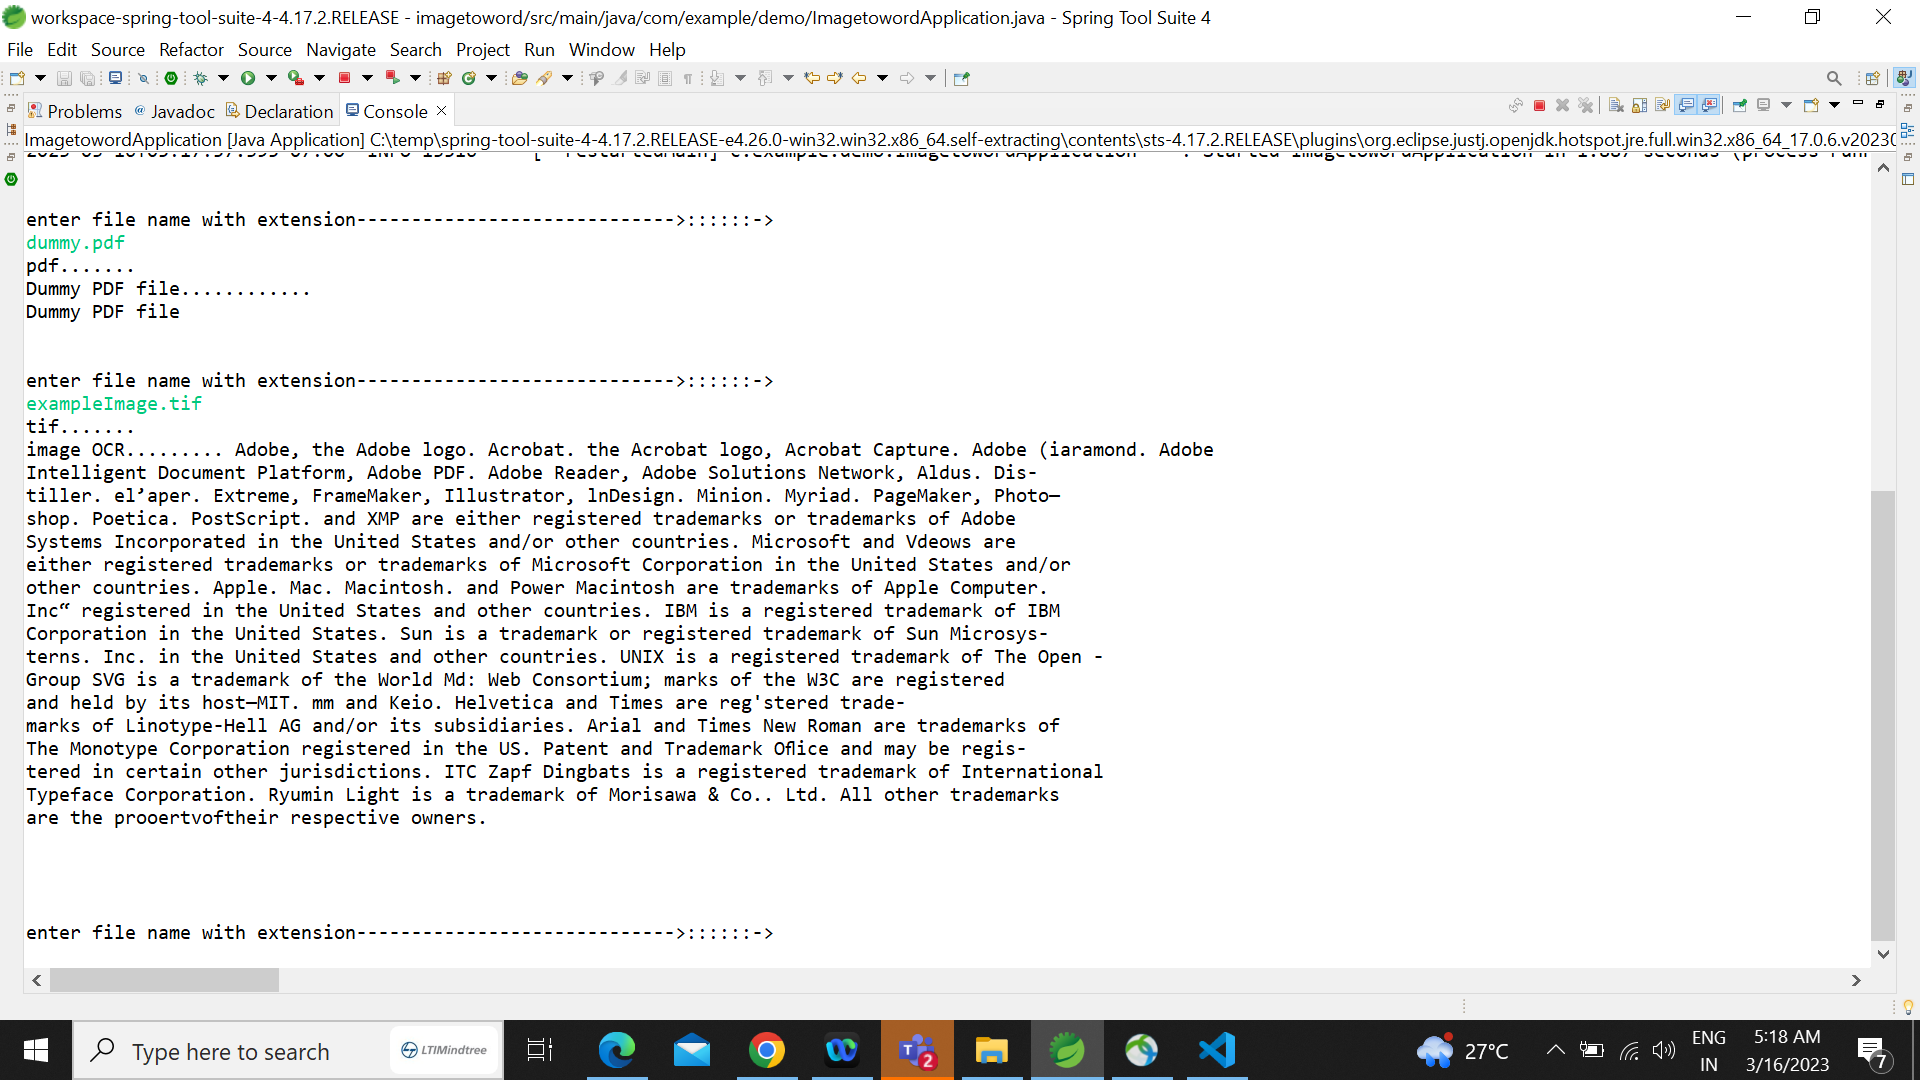 workspace-spring-tool-suite-4-4.17.2.RELEASE - imagetoword/src/main/java/com/example/demo/ImagetowordApplication.java - Spring Tool Suite 4
File Edit Source Refactor Source Navigate Search Project Run Window Help
Problems @ Javadoc Declaration Console
ImagetowordApplication [Java Application] C:\temp\spring-tool-suite-4-4.17.2.RELEASE-e4.26.0-win32.win32.x86_64.self-extracting\contents\sts-4.17.2.RELEASE\plugins\org.eclipse.justj.openjdk.hotspot.jre.full.win32.x86_64_17.0.6.v20230
enter file name with extension----------------------------->::::::->
dummy.pdf
pdf.......
Dummy PDF file............
Dummy PDF file
enter file name with extension----------------------------->::::::->
exampleImage.tif
tif.......
image OCR......... Adobe, the Adobe logo. Acrobat. the Acrobat logo, Acrobat Capture. Adobe (iaramond. Adobe
Intelligent Document Platform, Adobe PDF. Adobe Reader, Adobe Solutions Network, Aldus. Dis-
tiller. el’aper. Extreme, FrameMaker, Illustrator, lnDesign. Minion. Myriad. PageMaker, Photo—
shop. Poetica. PostScript. and XMP are either registered trademarks or trademarks of Adobe
Systems Incorporated in the United States and/or other countries. Microsoft and Vdeows are
either registered trademarks or trademarks of Microsoft Corporation in the United States and/or
other countries. Apple. Mac. Macintosh. and Power Macintosh are trademarks of Apple Computer.
Inc“ registered in the United States and other countries. IBM is a registered trademark of IBM
Corporation in the United States. Sun is a trademark or registered trademark of Sun Microsys-
terns. Inc. in the United States and other countries. UNIX is a registered trademark of The Open -
Group SVG is a trademark of the World Md: Web Consortium; marks of the W3C are registered
and held by its host—MIT. mm and Keio. Helvetica and Times are reg'stered trade-
marks of Linotype-Hell AG and/or its subsidiaries. Arial and Times New Roman are trademarks of
The Monotype Corporation registered in the US. Patent and Trademark Oflice and may be regis-
tered in certain other jurisdictions. ITC Zapf Dingbats is a registered trademark of International
Typeface Corporation. Ryumin Light is a trademark of Morisawa & Co.. Ltd. All other trademarks
are the prooertvoftheir respective owners.
enter file name with extension----------------------------->::::::->
Type here to search
LTIMindtree
2
27°C
ENG
IN
5:18 AM
3/16/2023
7